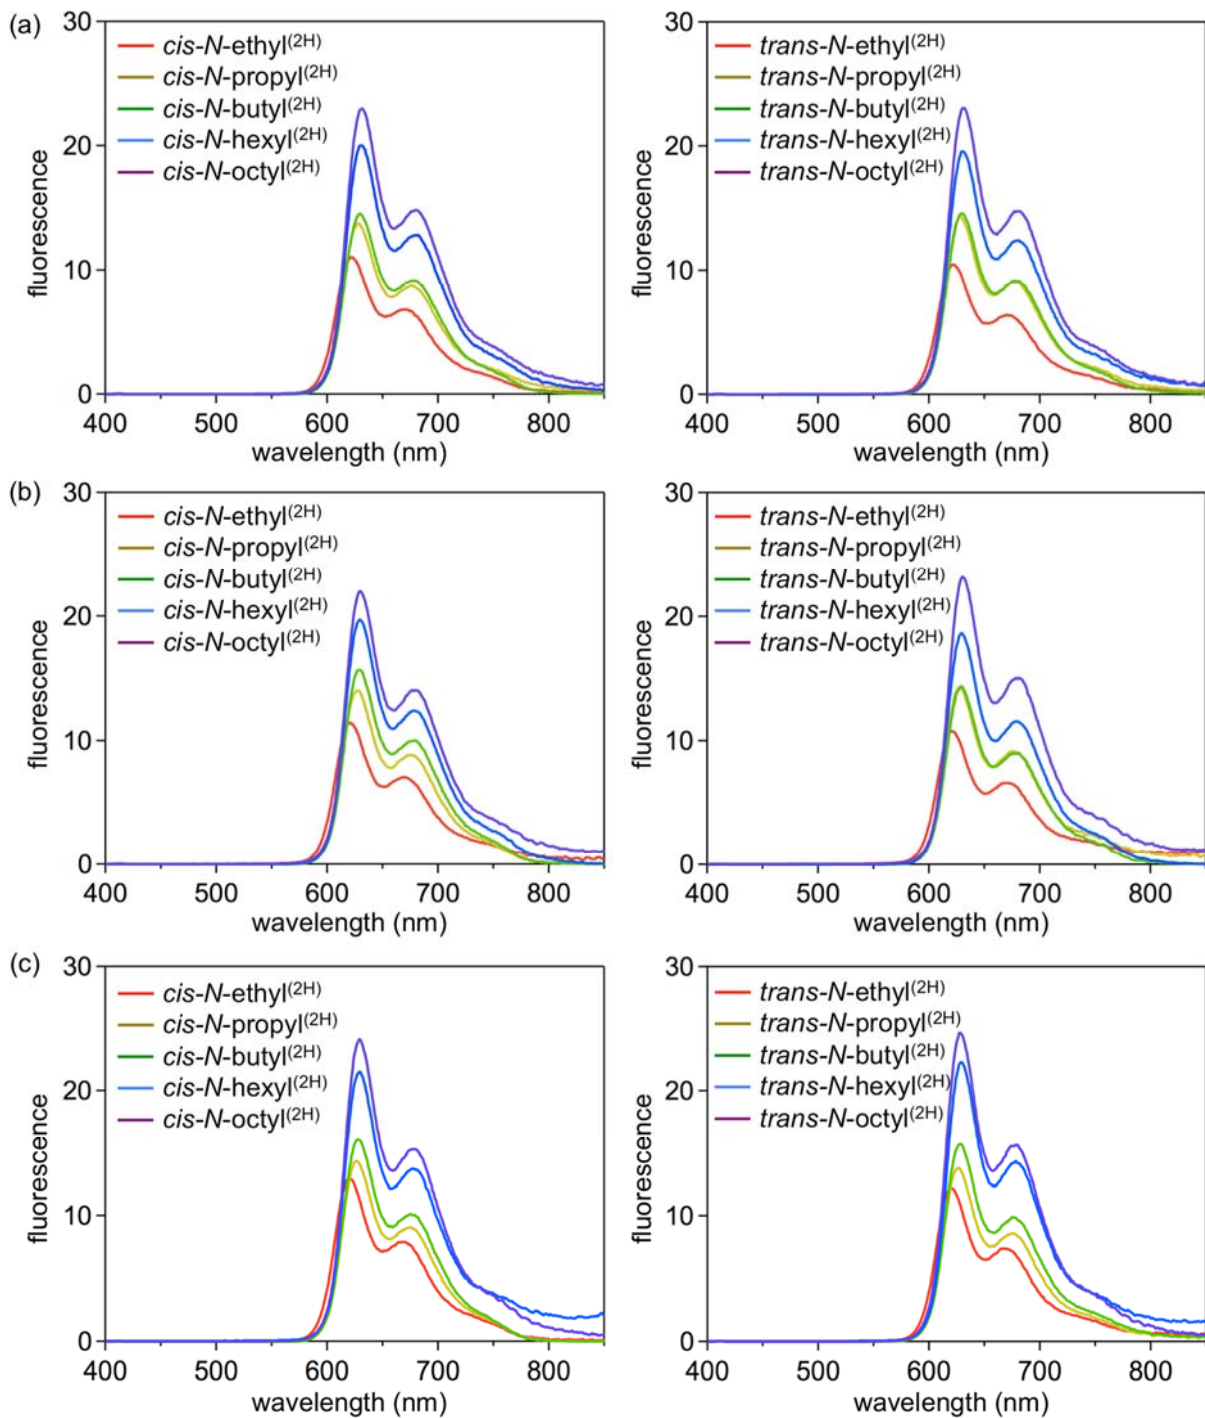 (a)
30
20
10
0
fluorescence
cis-N-ethyl(2H)
cis-N-propyl(2H)
cis-N-butyl(2H)
cis-N-hexyl(2H)
cis-N-octyl(2H)
400 500 600 700 800
wavelength (nm)
30
20
10
0
fluorescence
trans-N-ethyl(2H)
trans-N-propyl(2H)
trans-N-butyl(2H)
trans-N-hexyl(2H)
trans-N-octyl(2H)
400 500 600 700 800
wavelength (nm)
(b)
30
20
10
0
fluorescence
cis-N-ethyl(2H)
cis-N-propyl(2H)
cis-N-butyl(2H)
cis-N-hexyl(2H)
cis-N-octyl(2H)
400 500 600 700 800
wavelength (nm)
30
20
10
0
fluorescence
trans-N-ethyl(2H)
trans-N-propyl(2H)
trans-N-butyl(2H)
trans-N-hexyl(2H)
trans-N-octyl(2H)
400 500 600 700 800
wavelength (nm)
(c)
30
20
10
0
fluorescence
cis-N-ethyl(2H)
cis-N-propyl(2H)
cis-N-butyl(2H)
cis-N-hexyl(2H)
cis-N-octyl(2H)
400 500 600 700 800
wavelength (nm)
30
20
10
0
fluorescence
trans-N-ethyl(2H)
trans-N-propyl(2H)
trans-N-butyl(2H)
trans-N-hexyl(2H)
trans-N-octyl(2H)
400 500 600 700 800
wavelength (nm)